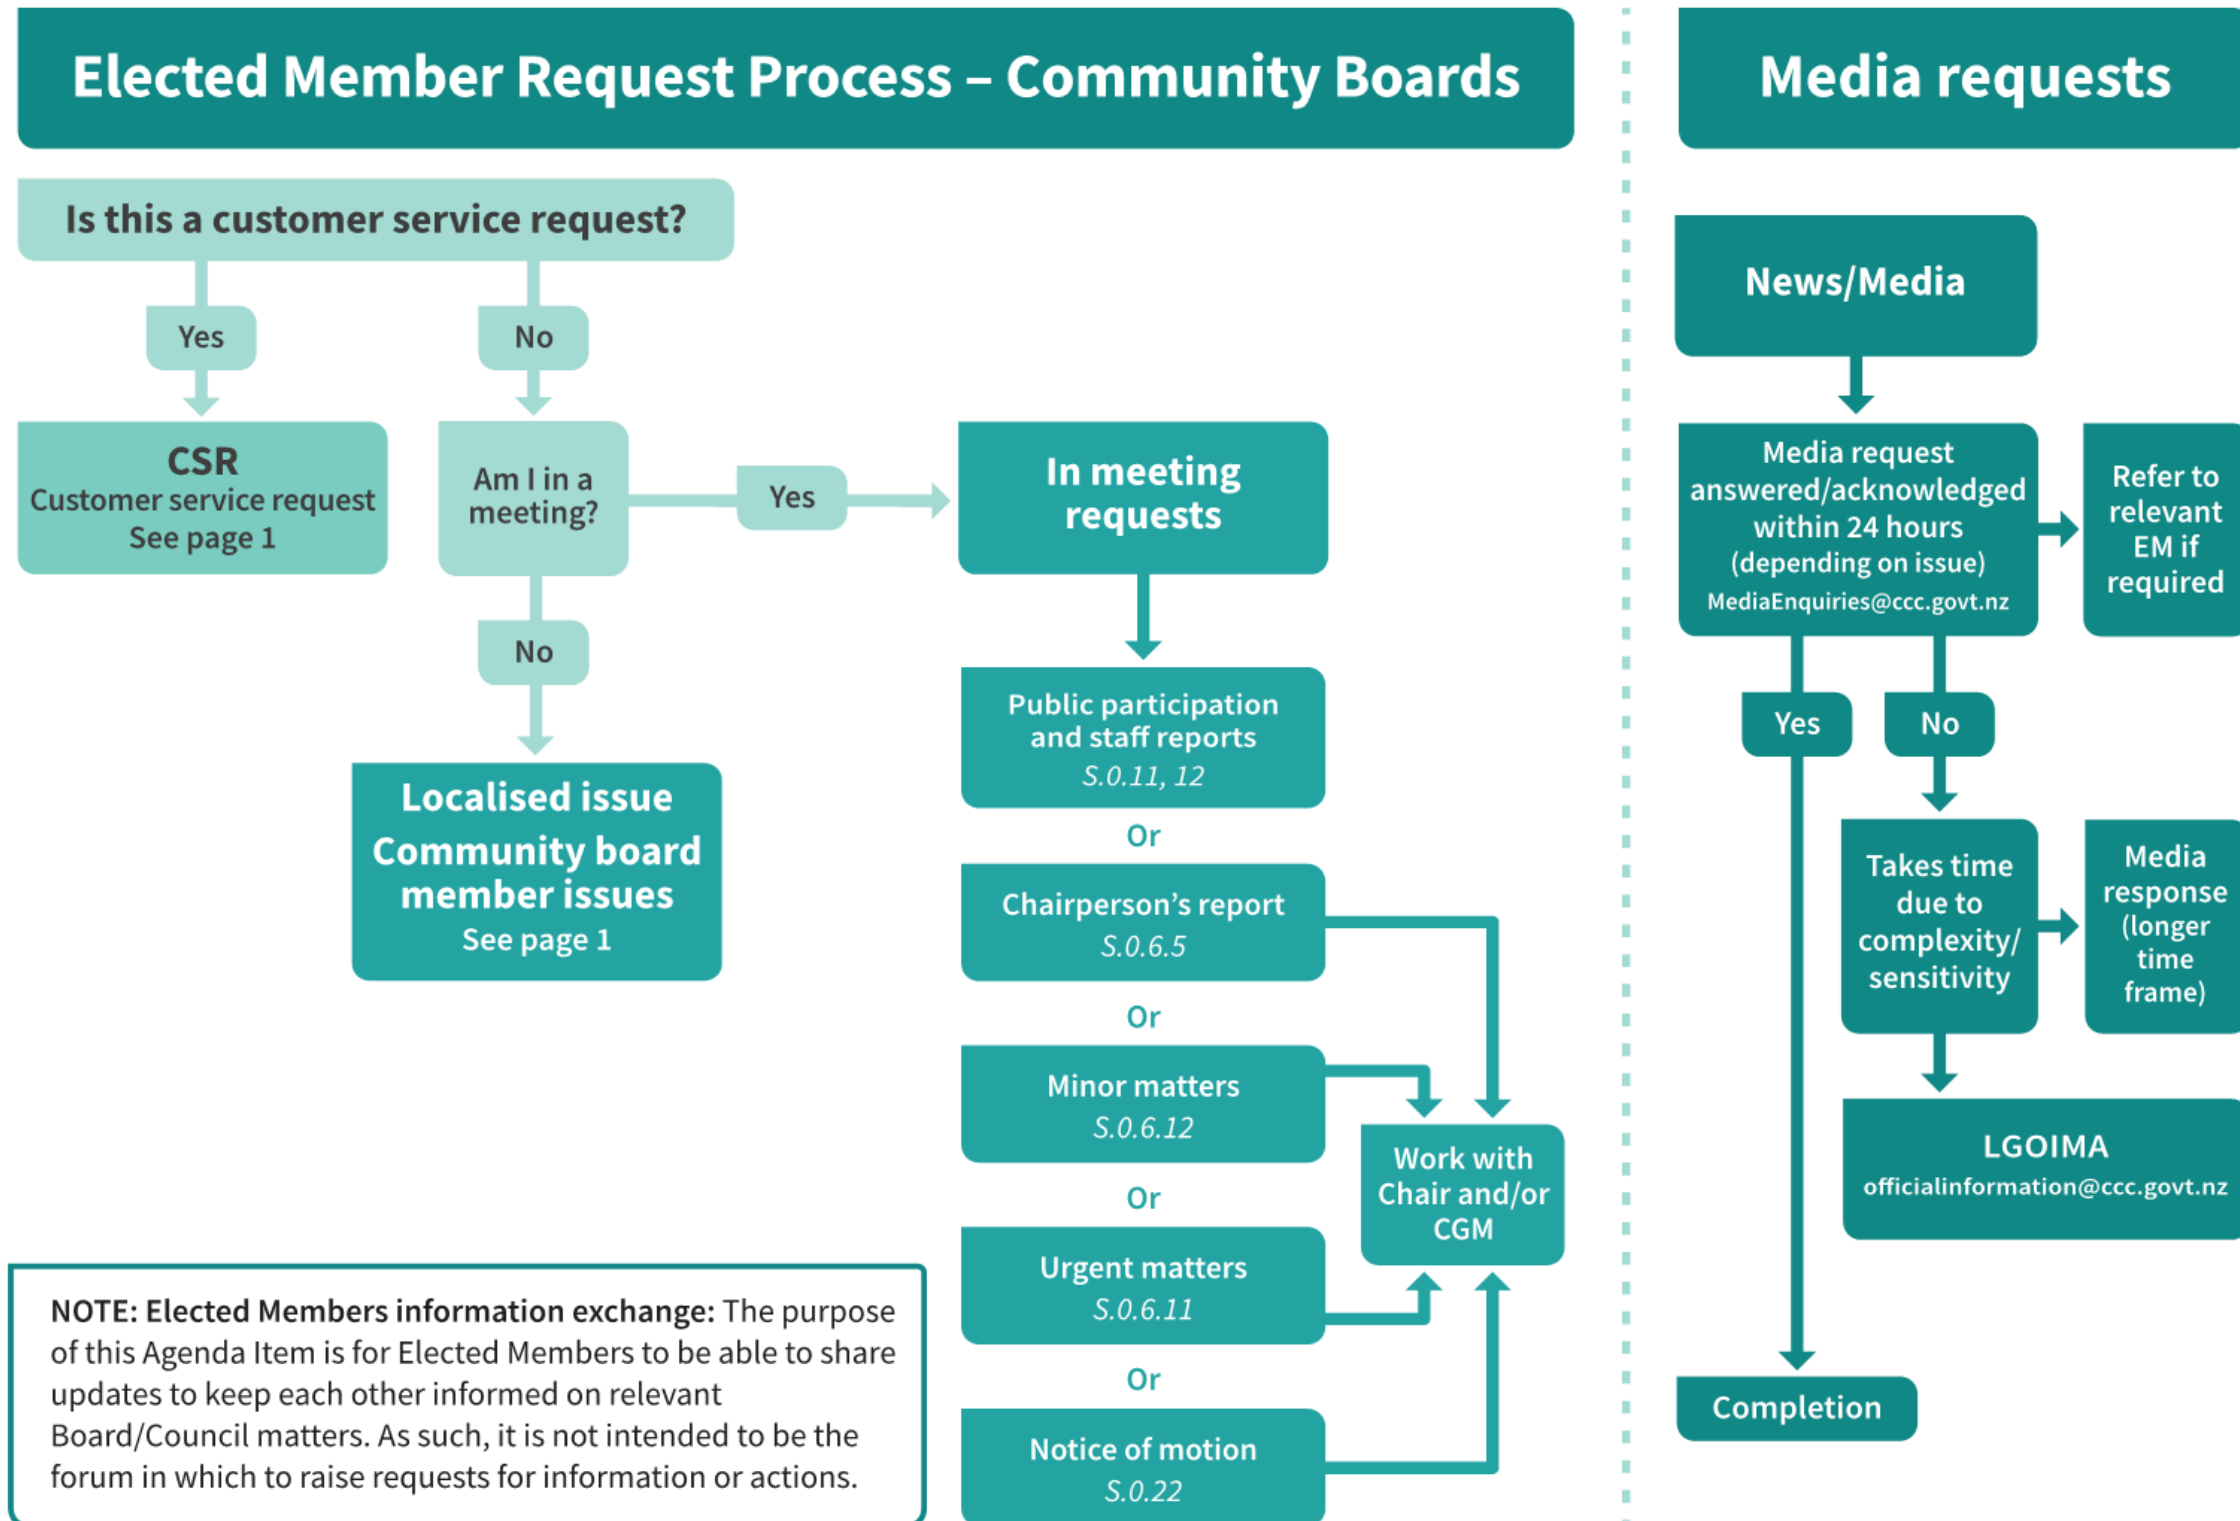 Elected Member Request Process – Community Boards
Is this a customer service request?
Yes
No
CSR
Customer service request
See page 1
Am I in a
meeting?
Yes
No
Localised issue
Community board
member issues
See page 1
In meeting
requests
Public participation
and staff reports
S.0.11, 12
Or
Chairperson’s report
S.0.6.5
Or
Minor matters
S.0.6.12
Or
Urgent matters
S.0.6.11
Or
Notice of motion
S.0.22
Work with
Chair and/or
CGM
NOTE: Elected Members information exchange: The purpose
of this Agenda Item is for Elected Members to be able to share
updates to keep each other informed on relevant
Board/Council matters. As such, it is not intended to be the
forum in which to raise requests for information or actions.
Media requests
News/Media
Media request
answered/acknowledged
within 24 hours
(depending on issue)
MediaEnquiries@ccc.govt.nz
Refer to
relevant
EM if
required
Yes
No
Takes time
due to
complexity/
sensitivity
Media
response
(longer
time
frame)
LGOIMA
officialinformation@ccc.govt.nz
Completion